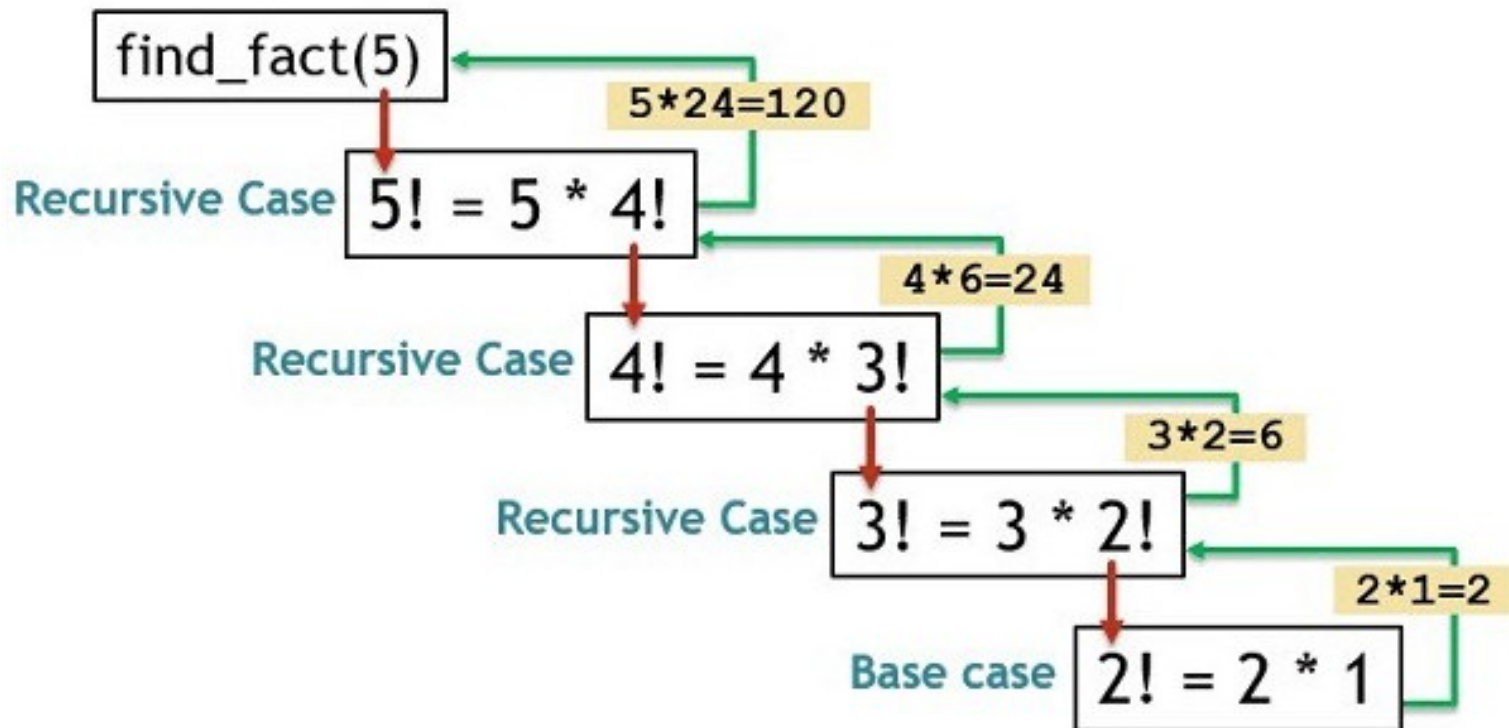 find_fact(5)
5*24=120
Recursive Case
5! = 5 * 4!
4*6=24
Recursive Case
4! = 4 * 3!
3*2=6
Recursive Case
3! = 3 * 2!
2*1=2
Base case
2! = 2 * 1